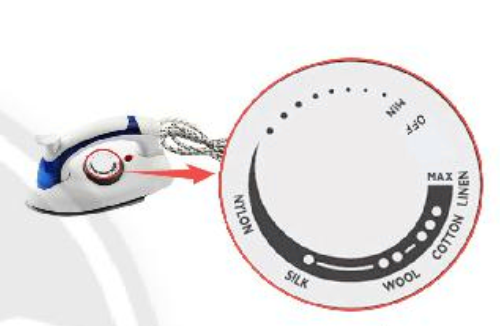 MIN
OFF
MAX
LINEN
COTTON
WOOL
SILK
NYLON